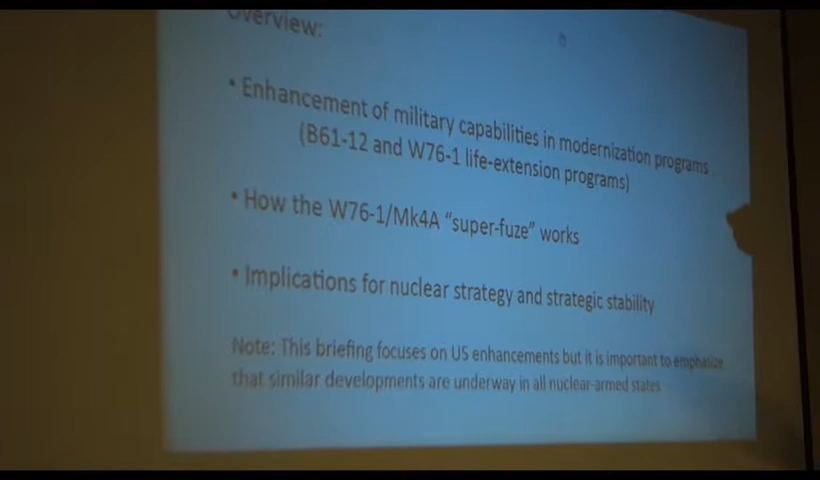 Overview:
• Enhancement of military capabilities in modernization programs
(B61-12 and W76-1 life-extension programs)
• How the W76-1/Mk4A “super-fuze” works
• Implications for nuclear strategy and strategic stability
Note: This briefing focuses on US enhancements but it is important to emphasize
that similar developments are underway in all nuclear-armed states